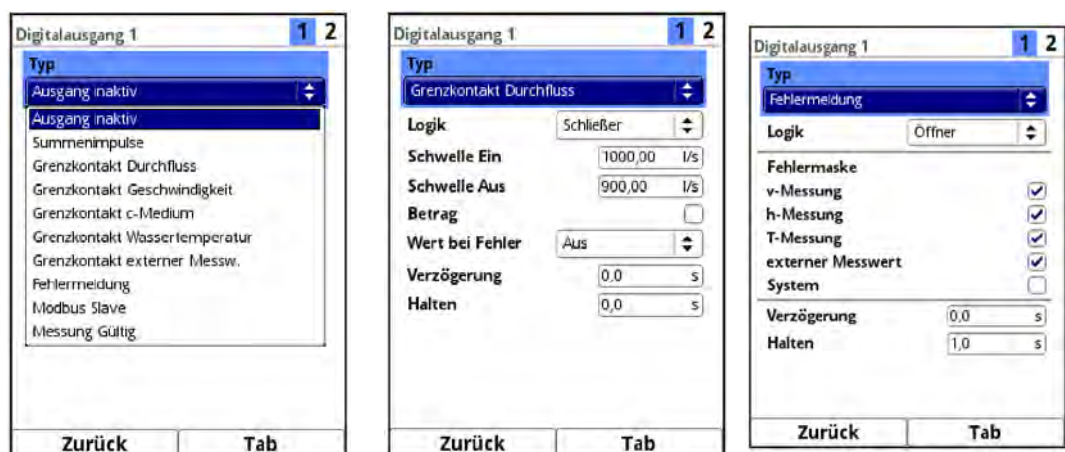 Digitalausgang 1 1 2
Typ
Ausgang inaktiv
Ausgang inaktiv
Summenimpulse
Grenzkontakt Durchfluss
Grenzkontakt Geschwindigkeit
Grenzkontakt c-Medium
Grenzkontakt Wassertemperatur
Grenzkontakt externer Messw.
Fehlermeldung
Modbus Slave
Messung Gültig
Zurück Tab
Digitalausgang 1 1 2
Typ
Grenzkontakt Durchfluss
Logik Schließer
Schwelle Ein 1000,00 l/s
Schwelle Aus 900,00 l/s
Betrag
Wert bei Fehler Aus
Verzögerung 0,0 s
Halten 0,0 s
Zurück Tab
Digitalausgang 1 1 2
Typ
Fehlermeldung
Logik Öffner
Fehlermaske
v-Messung
h-Messung
T-Messung
externer Messwert
System
Verzögerung 0,0 s
Halten 1,0 s
Zurück Tab